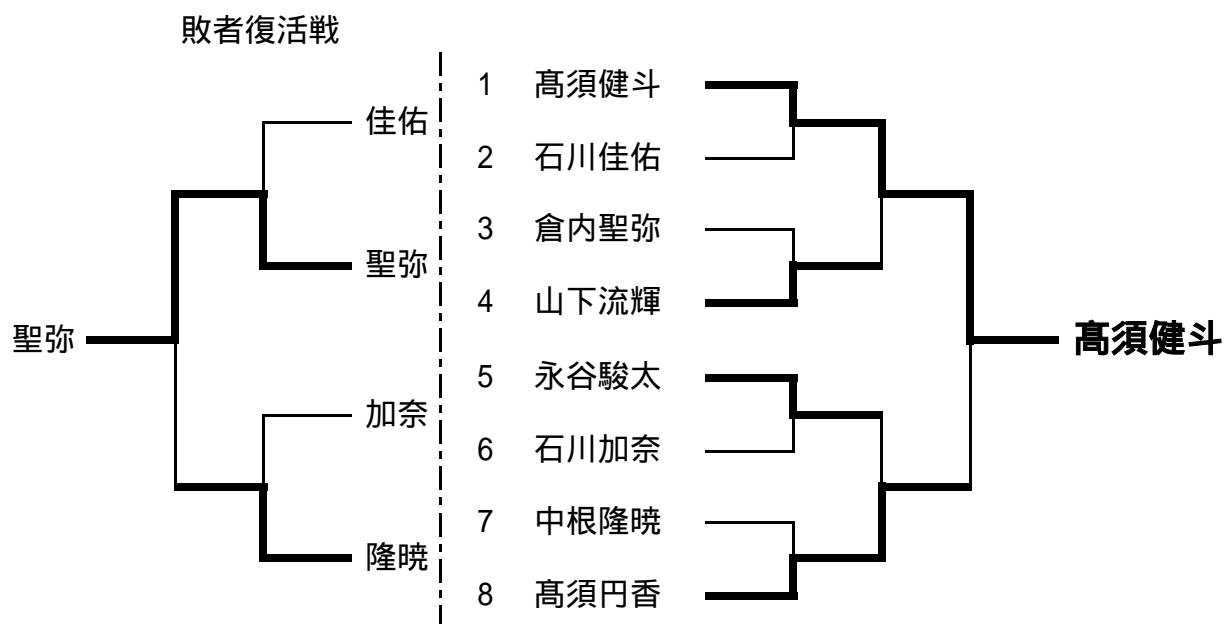 敗者復活戦
佳佑
聖弥
聖弥
加奈
隆暁
1 髙須健斗
2 石川佳佑
3 倉内聖弥
4 山下流輝
5 永谷駿太
6 石川加奈
7 中根隆暁
8 髙須円香
髙須健斗